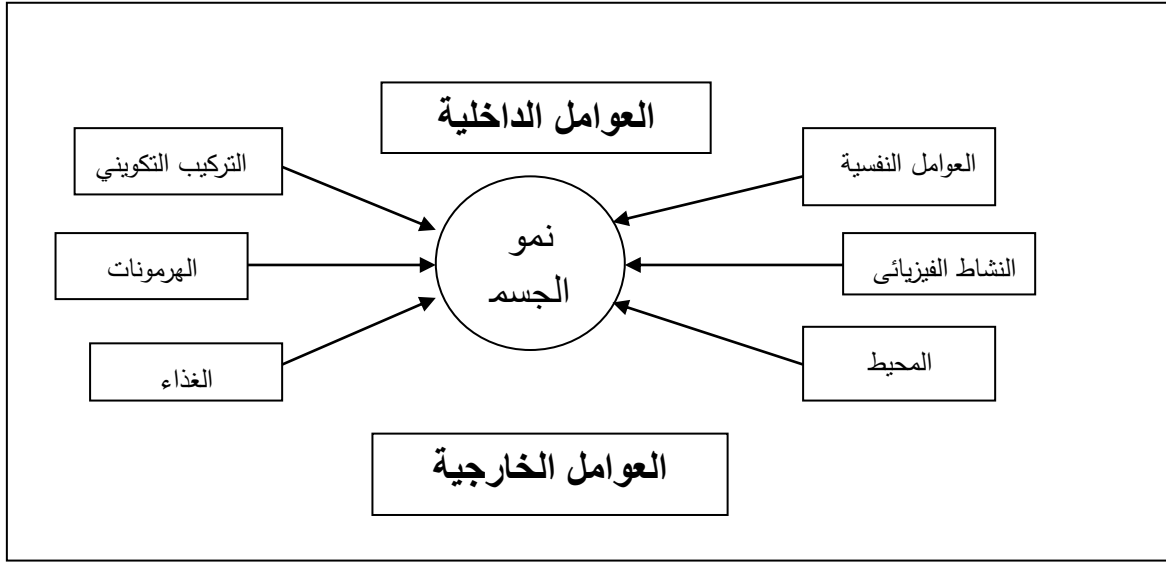 العوامل الداخلية
العوامل النفسية
التركيب التكويني
نمو
الجسم
النشاط الفيزيائى
الهرمونات
المحيط
الغذاء
العوامل الخارجية